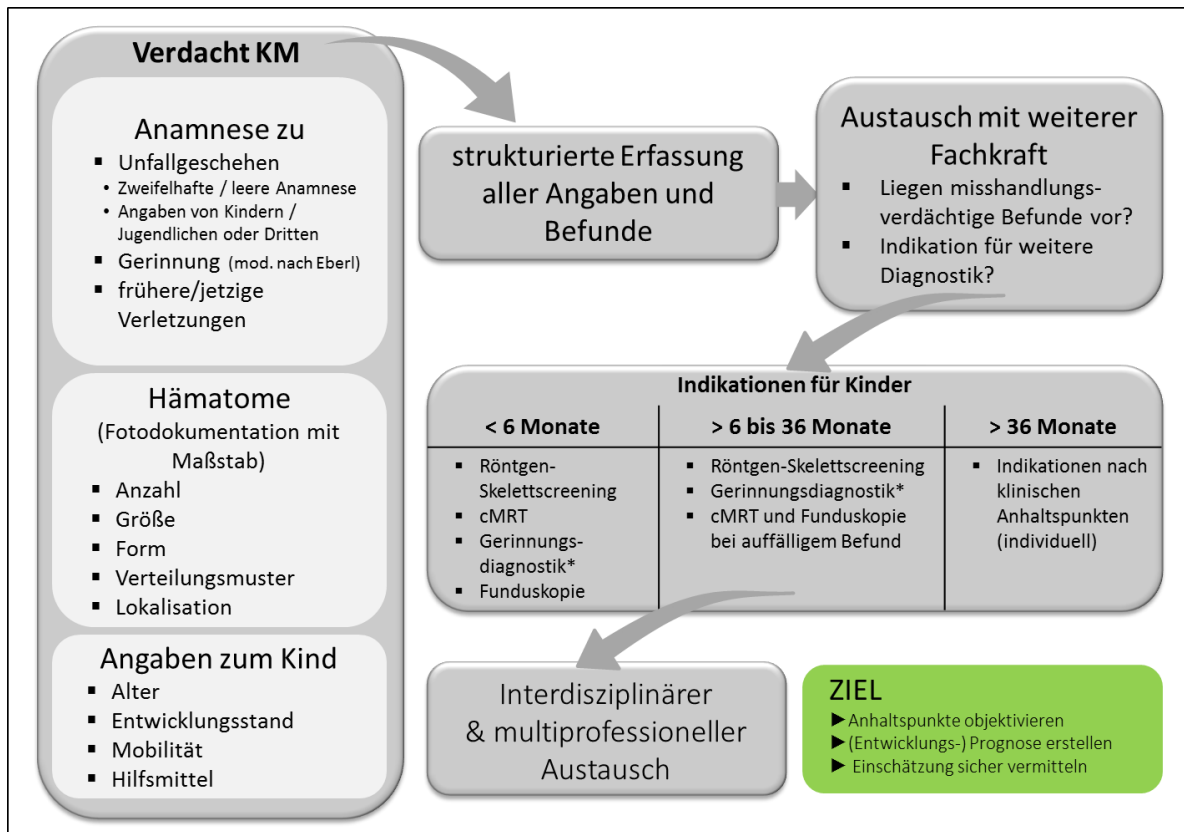 Verdacht KM
Anamnese zu
▪ Unfallgeschehen
• Zweifelhafte / leere Anamnese
• Angaben von Kindern /
Jugendlichen oder Dritten
▪ Gerinnung (mod. nach Eberl)
▪ frühere/jetzige
Verletzungen
Hämatome
(Fotodokumentation mit
Maßstab)
▪ Anzahl
▪ Größe
▪ Form
▪ Verteilungsmuster
▪ Lokalisation
Angaben zum Kind
▪ Alter
▪ Entwicklungsstand
▪ Mobilität
▪ Hilfsmittel
strukturierte Erfassung
aller Angaben und
Befunde
Austausch mit weiterer
Fachkraft
▪ Liegen misshandlungs-
verdächtige Befunde vor?
▪ Indikation für weitere
Diagnostik?
Indikationen für Kinder
< 6 Monate
▪ Röntgen-
Skelettscreening
▪ cMRT
▪ Gerinnungs-
diagnostik*
▪ Funduskopie
> 6 bis 36 Monate
▪ Röntgen-Skelettscreening
▪ Gerinnungsdiagnostik*
▪ cMRT und Funduskopie
bei auffälligem Befund
> 36 Monate
▪ Indikationen nach
klinischen
Anhaltspunkten
(individuell)
Interdisziplinärer
& multiprofessioneller
Austausch
ZIEL
►Anhaltspunkte objektivieren
►(Entwicklungs-) Prognose erstellen
► Einschätzung sicher vermitteln